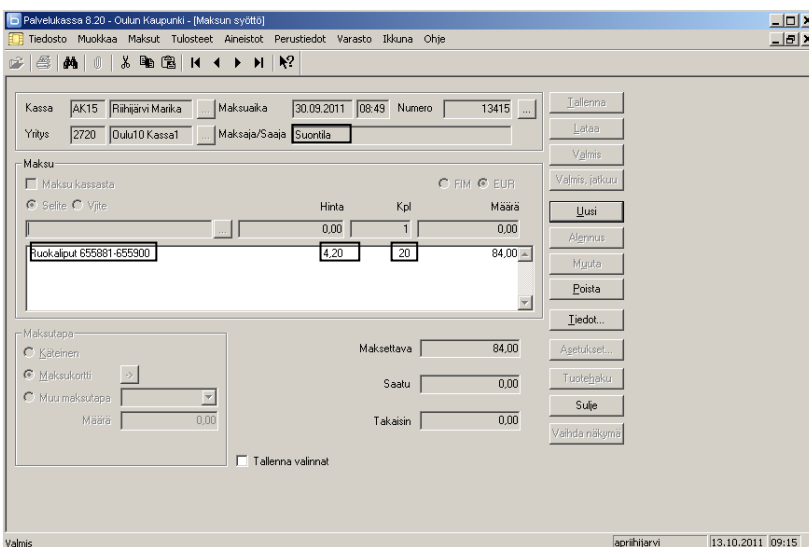 Palvelukassa 8.20 - Oulun Kaupunki - [Maksun syöttö]
Tiedosto Muokkaa Maksut Tulosteet Aineistot Perustiedot Varasto Ikkuna Ohje
Kassa AK15 Riihijärvi Marika ... Maksuaika 30.09.2011 08:49 Numero 13415 ...
Yritys 2720 Oulu10 Kassa1 ... Maksaja/Saaja Suontila
Maksu
Maksu kassasta FIM EUR
Selite Viite
Hinta Kpl Määrä
... 0,00 1 0,00
Ruokaliput 655881-655900 4,20 20 84,00
Maksutapa
Käteinen
Maksukortti ->
Muu maksutapa
Määrä 0,00
Maksettava 84,00
Saatu 0,00
Takaisin 0,00
Tallenna valinnat
Tallenna
Lataa
Valmis
Valmis, jatkuu
Uusi
Alennus
Muuta
Poista
Tiedot...
Asetukset...
Tuotehaku
Sulje
Vaihda näkymä
Valmis apriihijarvi 13.10.2011 09:15